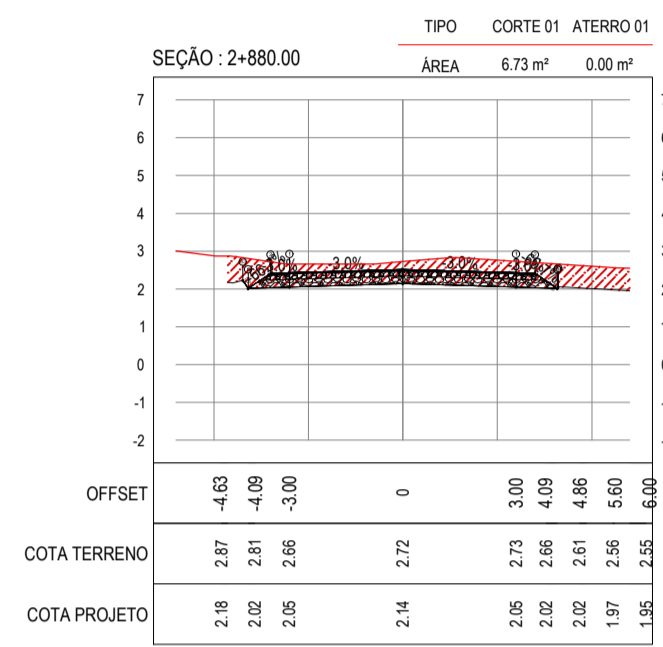 TIPO CORTE 01 ATERRO 01
SEÇÃO : 2+880.00
ÁREA 6.73 m² 0.00 m²
7
6
5
4
3
2
1
0
-1
-2
3.0% -3.0%
OFFSET -4.63 -4.09 -3.00 0 3.00 4.09 4.86 5.60 6.00
COTA TERRENO 2.87 2.81 2.66 2.72 2.73 2.66 2.61 2.56 2.55
COTA PROJETO 2.18 2.02 2.05 2.14 2.05 2.02 2.02 1.97 1.95